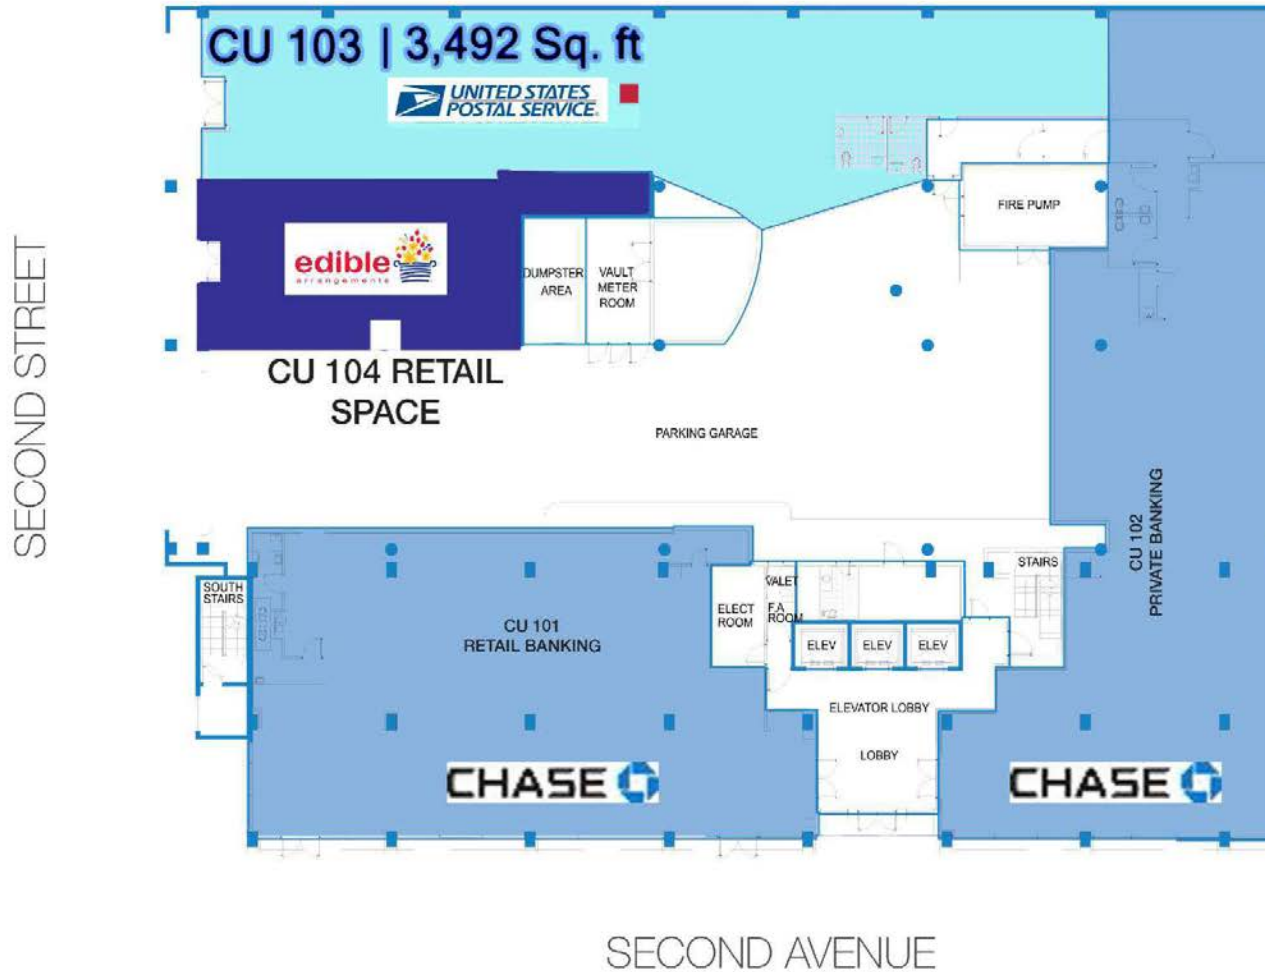 CU 103 | 3,492 Sq. ft
UNITED STATES
POSTAL SERVICE®
FIRE PUMP
edible
arrangements
DUMPSTER
AREA
VAULT
METER
ROOM
CU 104 RETAIL
SPACE
SECOND STREET
PARKING GARAGE
CU 102
PRIVATE BANKING
SOUTH
STAIRS
CU 101
RETAIL BANKING
ELECT
ROOM
VALET
F.A
ROOM
STAIRS
ELEV
ELEV
ELEV
ELEVATOR LOBBY
LOBBY
CHASE
CHASE
SECOND AVENUE